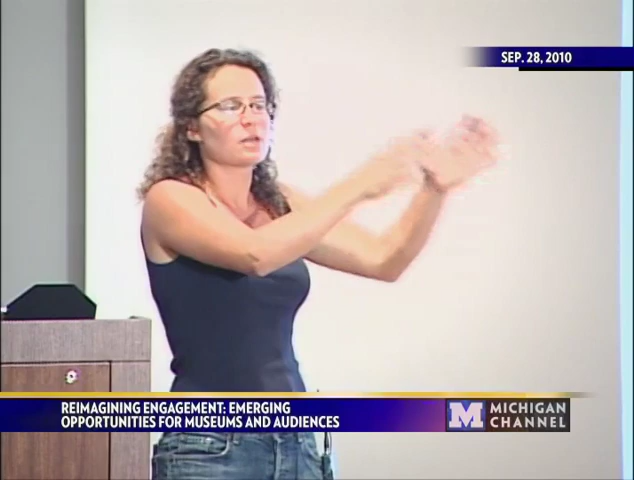 SEP. 28, 2010
REIMAGINING ENGAGEMENT: EMERGING
OPPORTUNITIES FOR MUSEUMS AND AUDIENCES
M MICHIGAN
CHANNEL